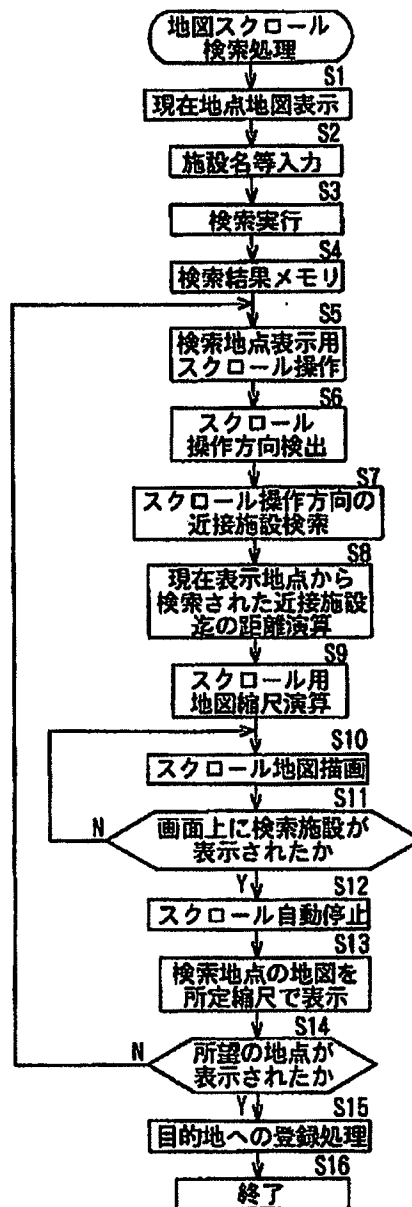 地図スクロール
検索処理
S1
現在地点地図表示
S2
施設名等入力
S3
検索実行
S4
検索結果メモリ
S5
検索地点表示用
スクロール操作
S6
スクロール
操作方向検出
S7
スクロール操作方向の
近接施設検索
S8
現在表示地点から
検索された近接施設
迄の距離演算
S9
スクロール用
地図縮尺演算
S10
スクロール地図描画
S11
画面上に検索施設が
表示されたか
N
Y
S12
スクロール自動停止
S13
検索地点の地図を
所定縮尺で表示
S14
所望の地点が
表示されたか
N
Y
S15
目的地への登録処理
S16
終了